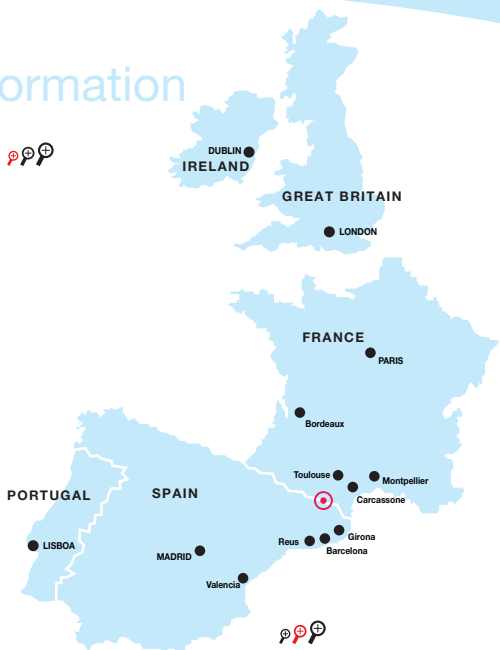 ormation
DUBLIN
IRELAND
GREAT BRITAIN
LONDON
FRANCE
PARIS
Bordeaux
Toulouse
Montpellier
Carcassone
PORTUGAL
SPAIN
LISBOA
MADRID
Reus
Girona
Barcelona
Valencia